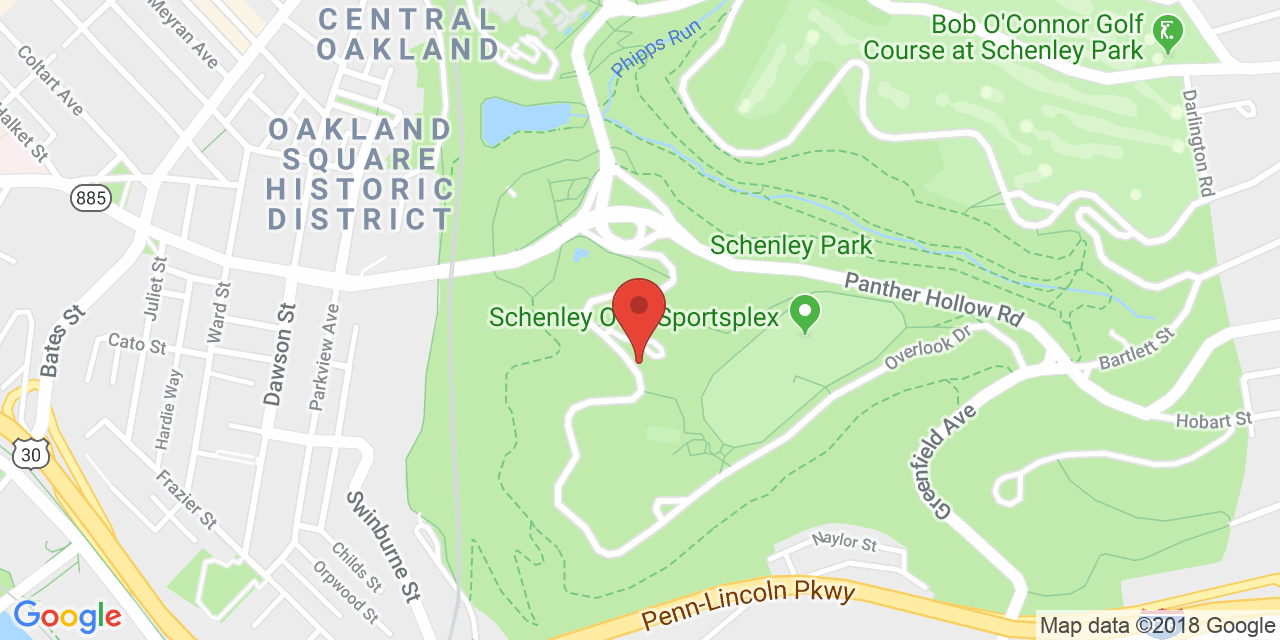 CENTRAL
OAKLAND
Meyran Ave
Coltart Ave
Halket St
Phipps Run
Bob O'Connor Golf
Course at Schenley Park
Darlington Rd
OAKLAND
SQUARE
HISTORIC
DISTRICT
885
Schenley Park
Panther Hollow Rd
Schenley O
Sportsplex
Overlook Dr
Bartlett St
Hobart St
Greenfield Ave
Juliet St
Ward St
Bates St
Cato St
Dawson St
Parkview Ave
Hardie Way
30
Frazier St
Swinburne St
Childs St
Orpwood St
Naylor St
Penn-Lincoln Pkwy
Google
Map data ©2018 Google